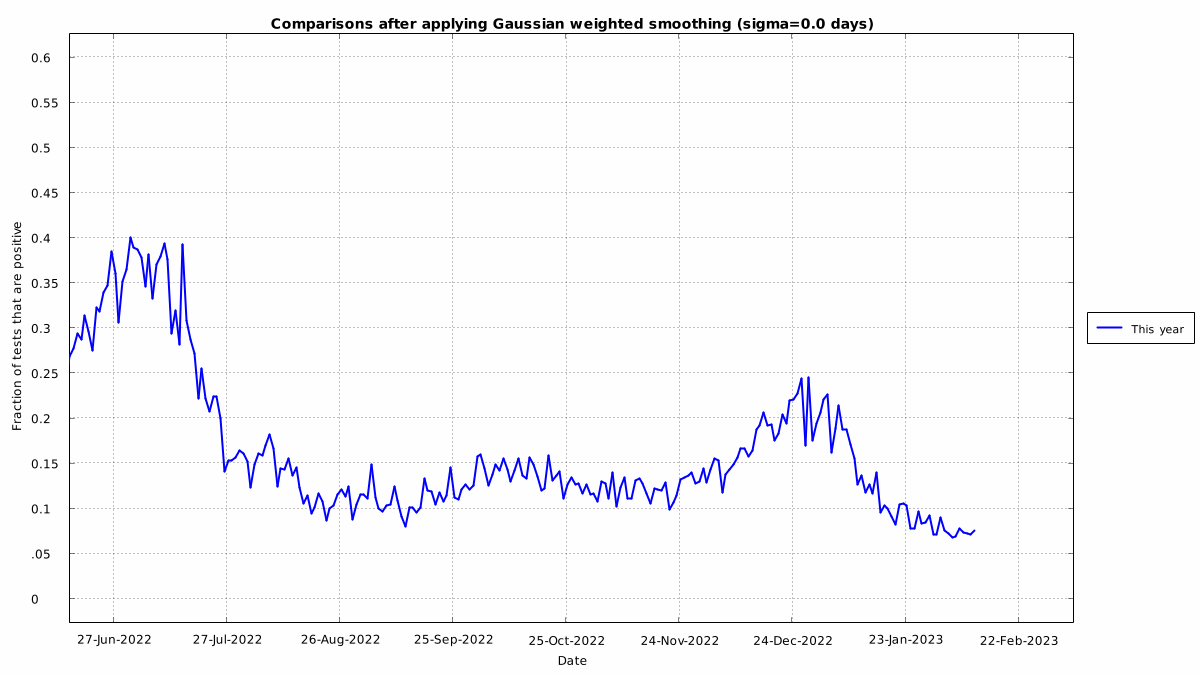 Comparisons after applying Gaussian weighted smoothing (sigma=0.0 days)
0.6
0.55
0.5
0.45
0.4
0.35
0.3
0.25
0.2
0.15
0.1
.05
0
Fraction of tests that are positive
27-Jun-2022 27-Jul-2022 26-Aug-2022 25-Sep-2022 25-Oct-2022 24-Nov-2022 24-Dec-2022 23-Jan-2023 22-Feb-2023
Date
This year